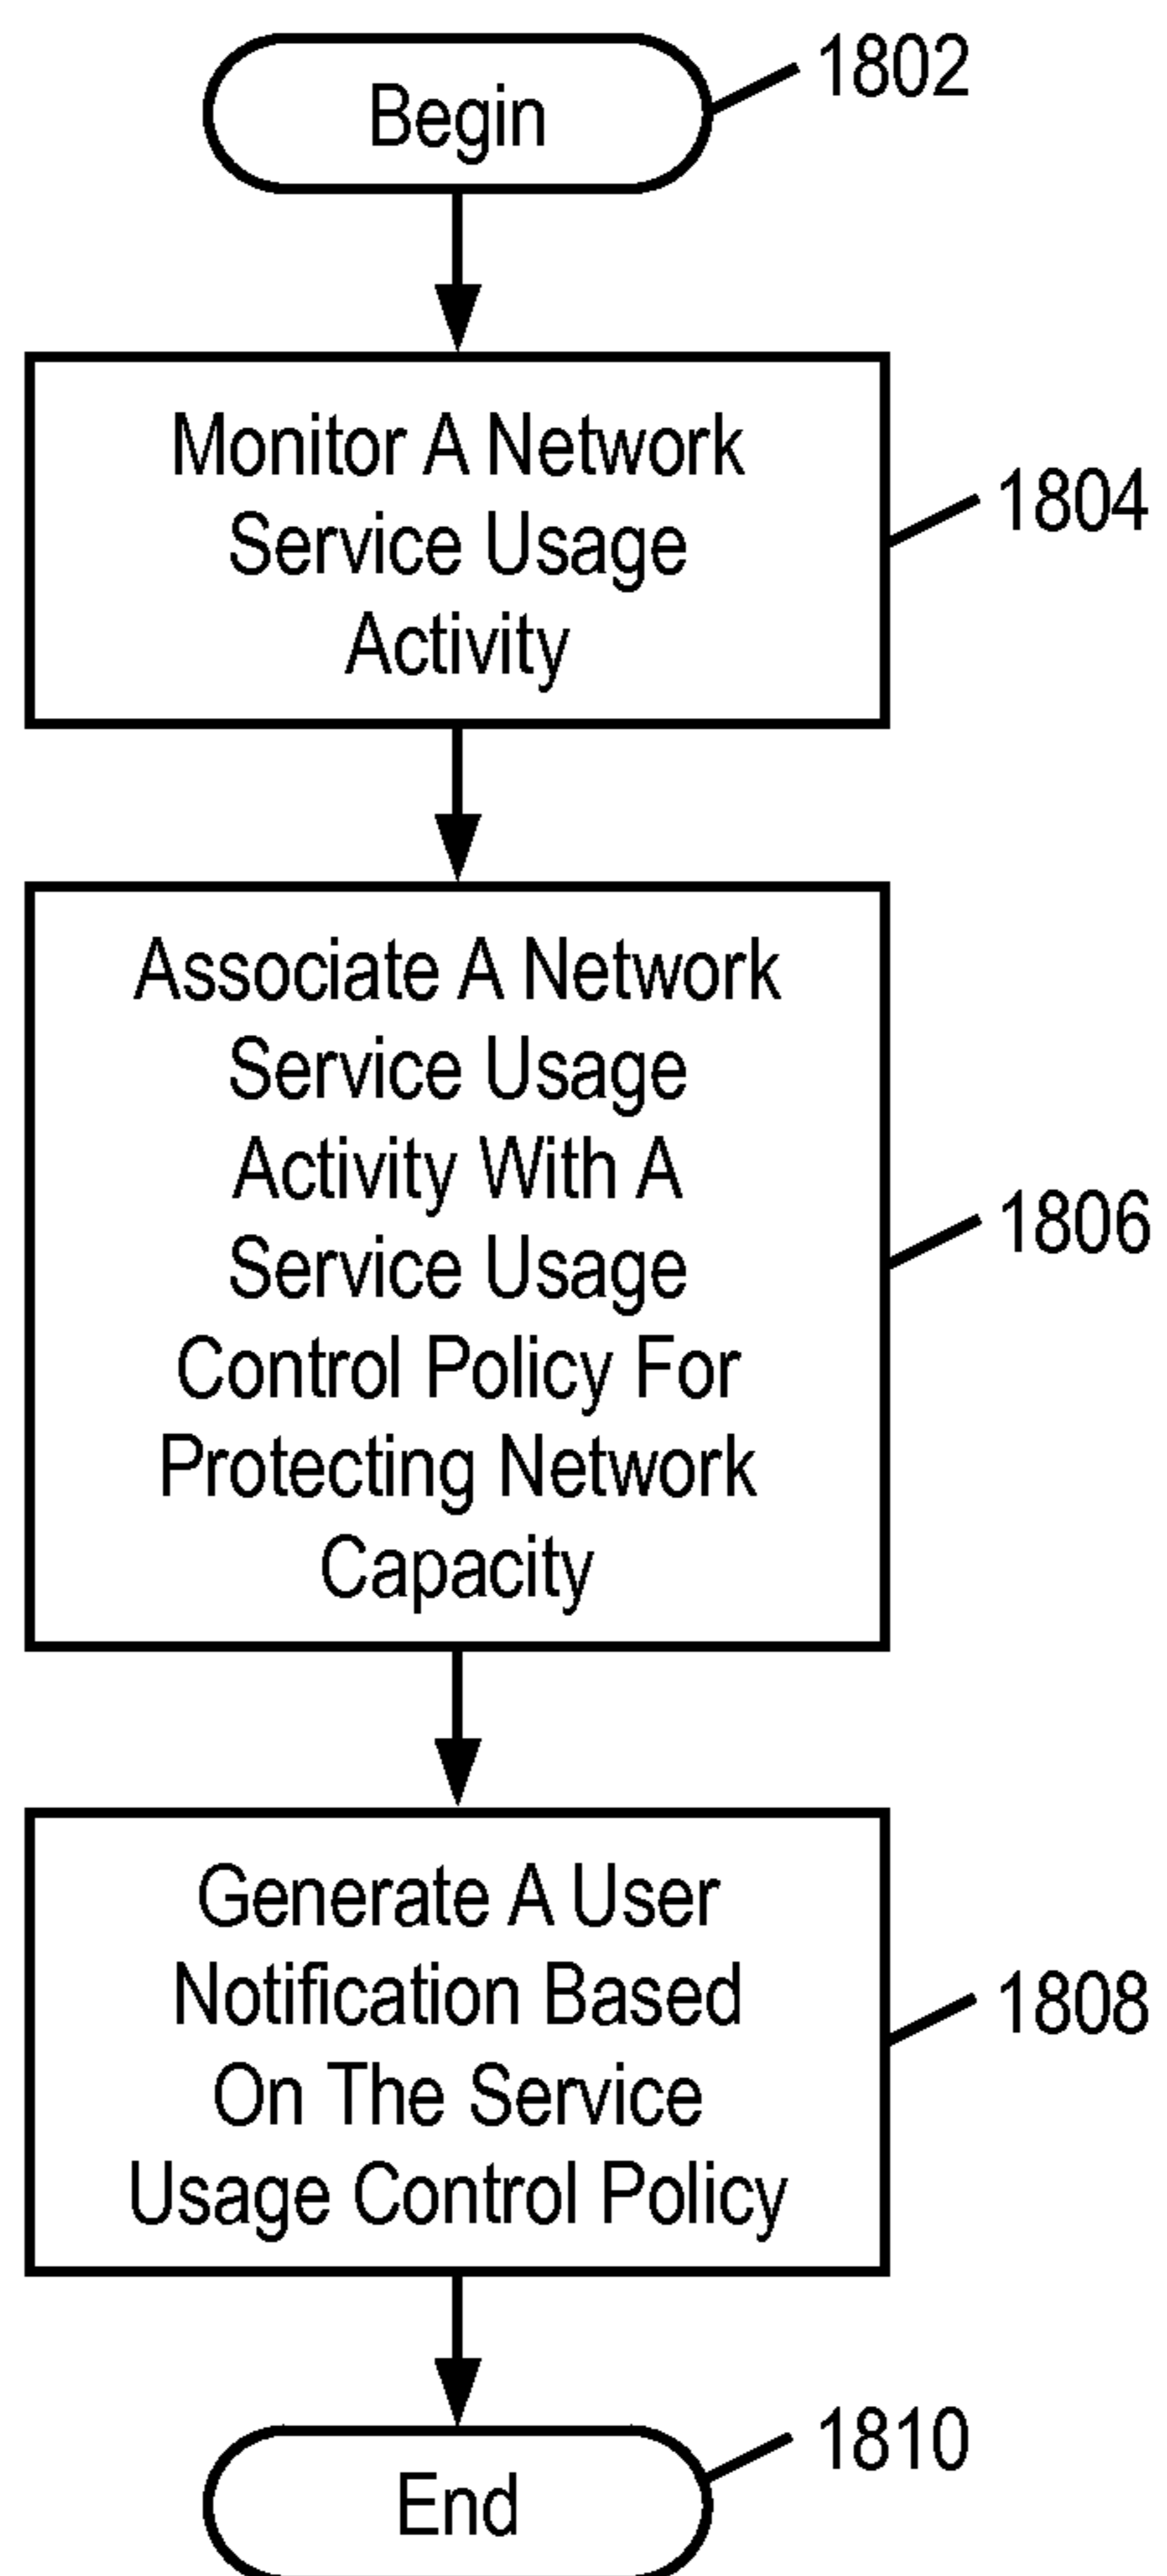 Begin
1802
Monitor A Network
Service Usage
Activity
1804
Associate A Network
Service Usage
Activity With A
Service Usage
Control Policy For
Protecting Network
Capacity
1806
Generate A User
Notification Based
On The Service
Usage Control Policy
1808
End
1810